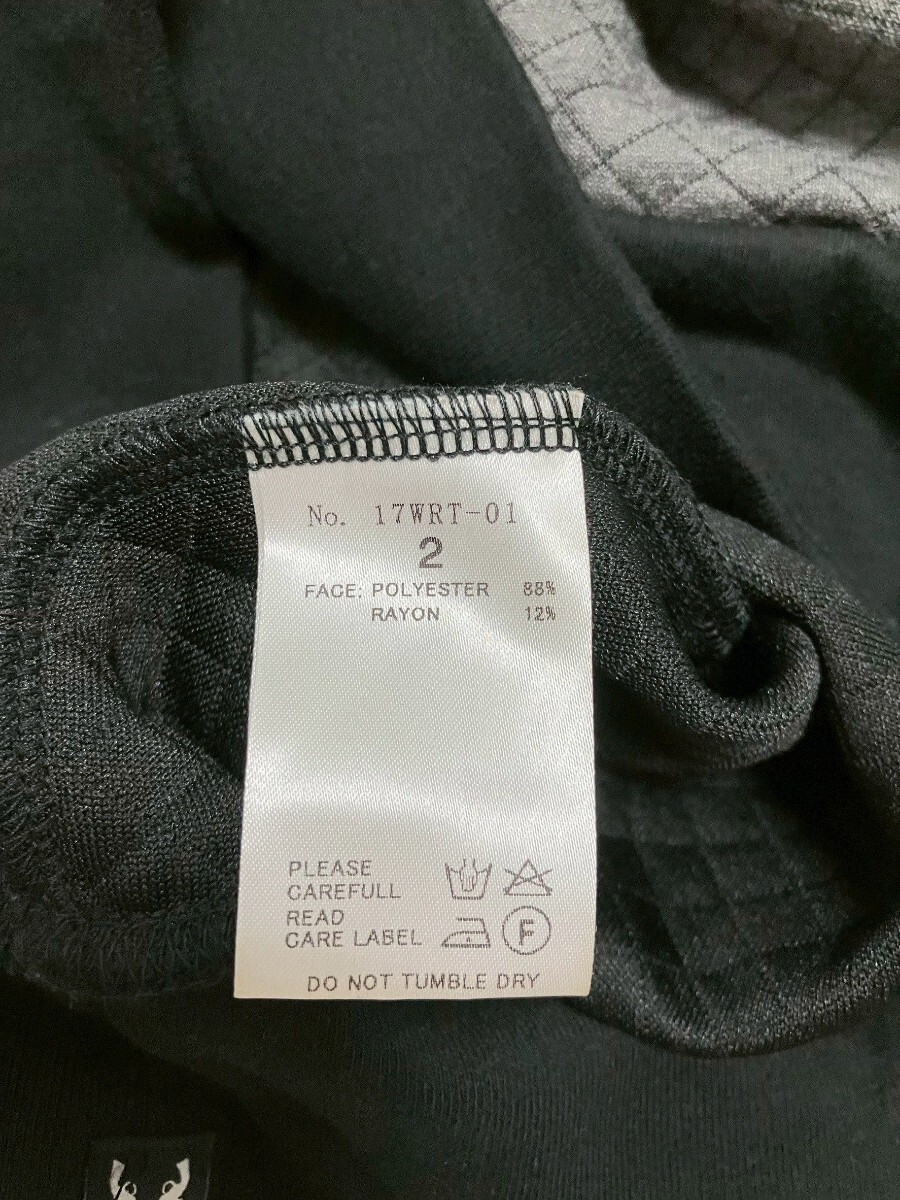 No. 17WRT-01
2
FACE: POLYESTER 88%
RAYON 12%
PLEASE
CAREFULL
READ
CARE LABEL
F
DO NOT TUMBLE DRY